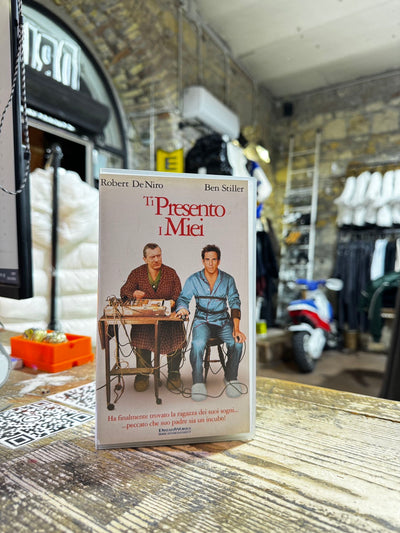 Robert De Niro Ben Stiller
Ti
Presento
I Miei
Ha finalmente trovato la ragazza dei suoi sogni...
...peccato che suo padre sia un incubo!
DREAMWORKS